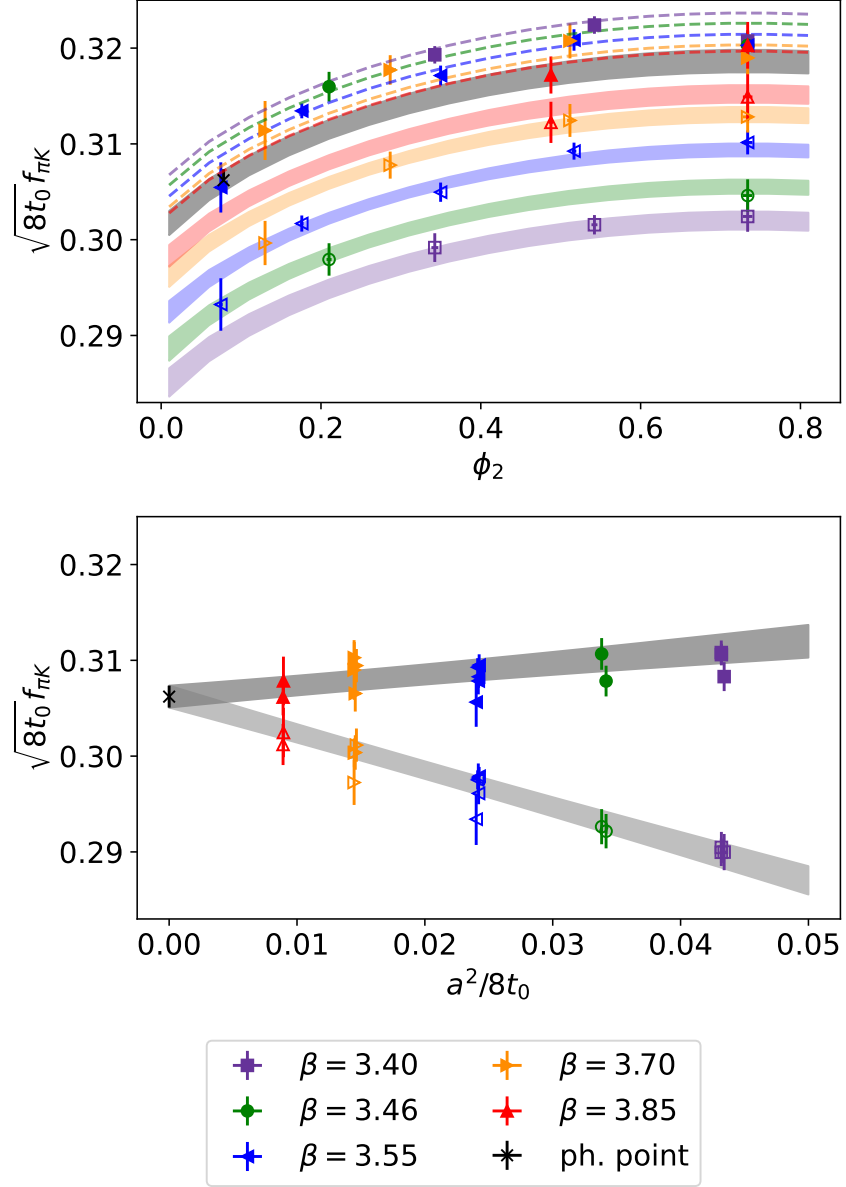 0.32
0.31
0.30
0.29
√8t₀ f_πK
0.0 0.2 0.4 0.6 0.8
ϕ₂
0.32
0.31
0.30
0.29
√8t₀ f_πK
0.00 0.01 0.02 0.03 0.04 0.05
a²/8t₀
β = 3.40 β = 3.70
β = 3.46 β = 3.85
β = 3.55 ph. point